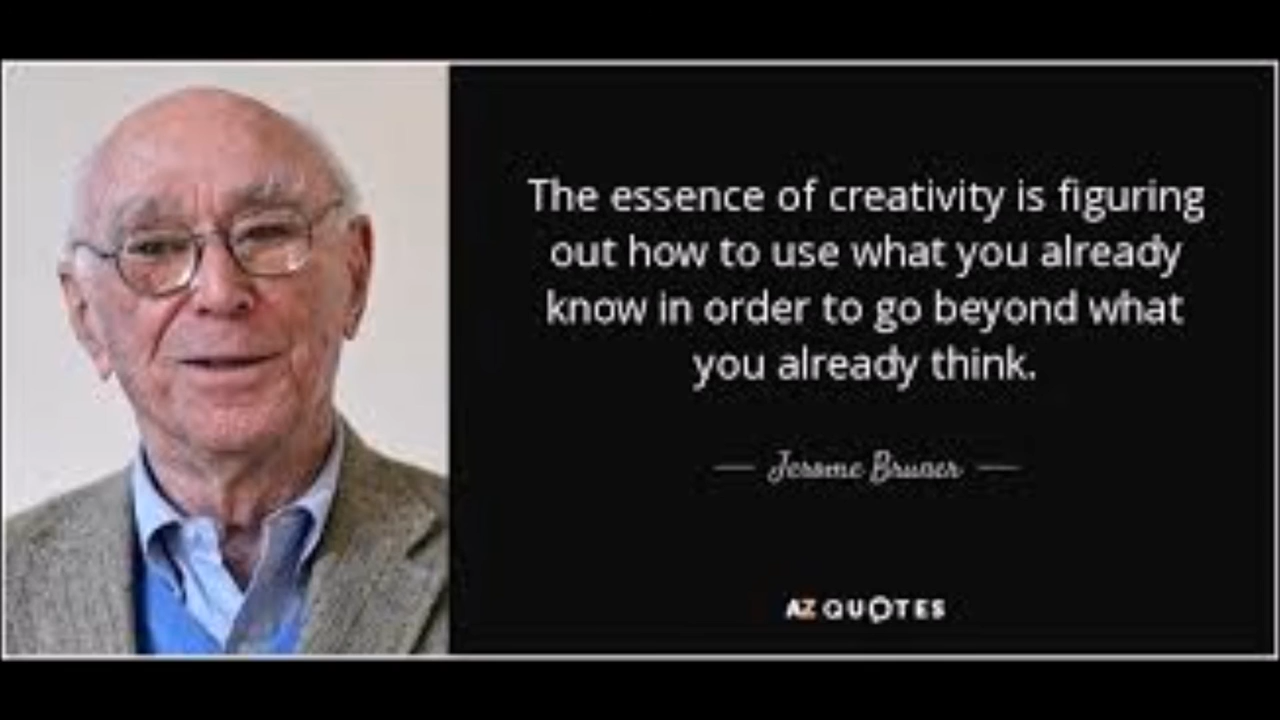 The essence of creativity is figuring
out how to use what you already
know in order to go beyond what
you already think.
— Jerome Bruner —
AZ QUOTES